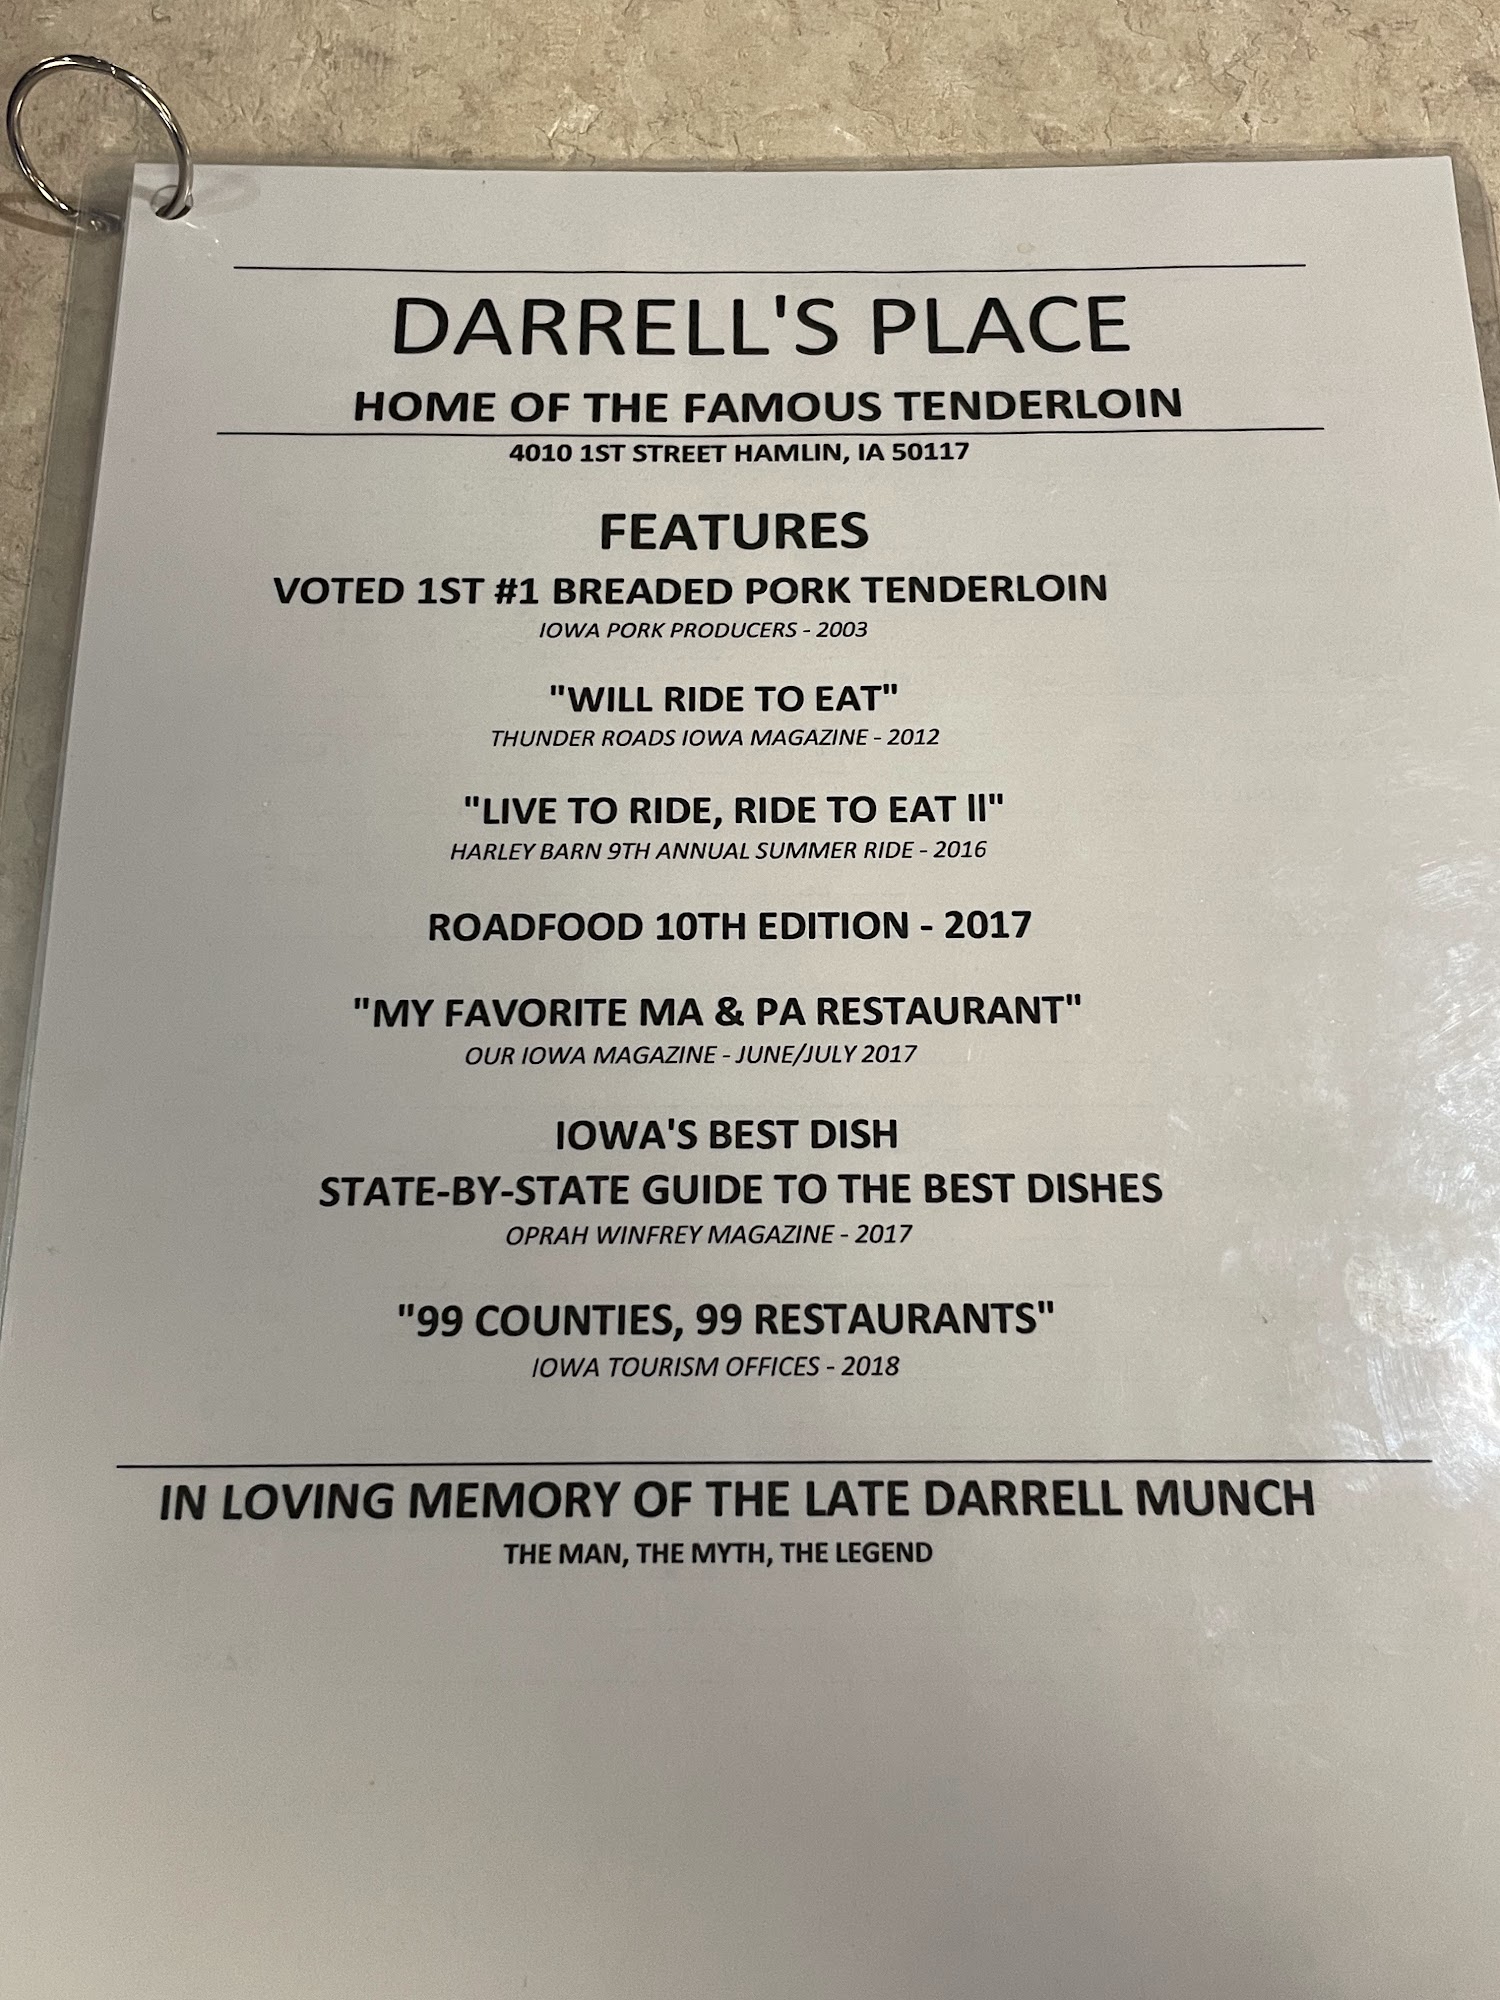 DARRELL'S PLACE
HOME OF THE FAMOUS TENDERLOIN
4010 1ST STREET HAMLIN, IA 50117
FEATURES
VOTED 1ST #1 BREADED PORK TENDERLOIN
IOWA PORK PRODUCERS - 2003
"WILL RIDE TO EAT"
THUNDER ROADS IOWA MAGAZINE - 2012
"LIVE TO RIDE, RIDE TO EAT II"
HARLEY BARN 9TH ANNUAL SUMMER RIDE - 2016
ROADFOOD 10TH EDITION - 2017
"MY FAVORITE MA & PA RESTAURANT"
OUR IOWA MAGAZINE - JUNE/JULY 2017
IOWA'S BEST DISH
STATE-BY-STATE GUIDE TO THE BEST DISHES
OPRAH WINFREY MAGAZINE - 2017
"99 COUNTIES, 99 RESTAURANTS"
IOWA TOURISM OFFICES - 2018
IN LOVING MEMORY OF THE LATE DARRELL MUNCH
THE MAN, THE MYTH, THE LEGEND